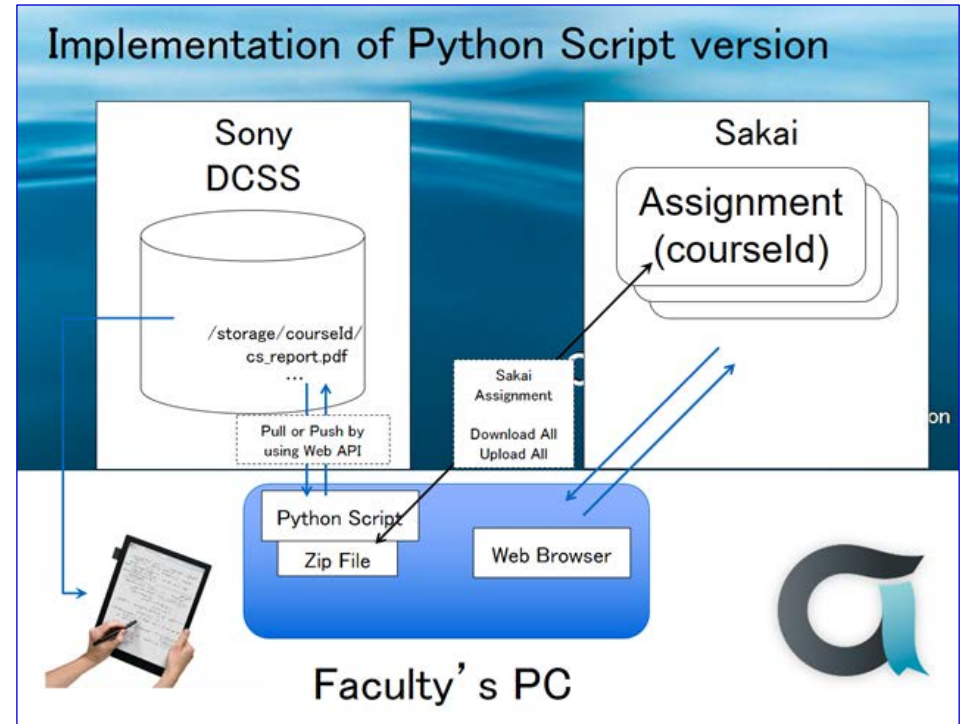 Implementation of Python Script version
Sony
DCSS
/storage/courseId/
cs_report.pdf
...
Pull or Push by
using Web API
Sakai
Assignment
(courseId)
Sakai
Assignment
Download All
Upload All
on
Python Script
Zip File
Web Browser
Faculty's PC